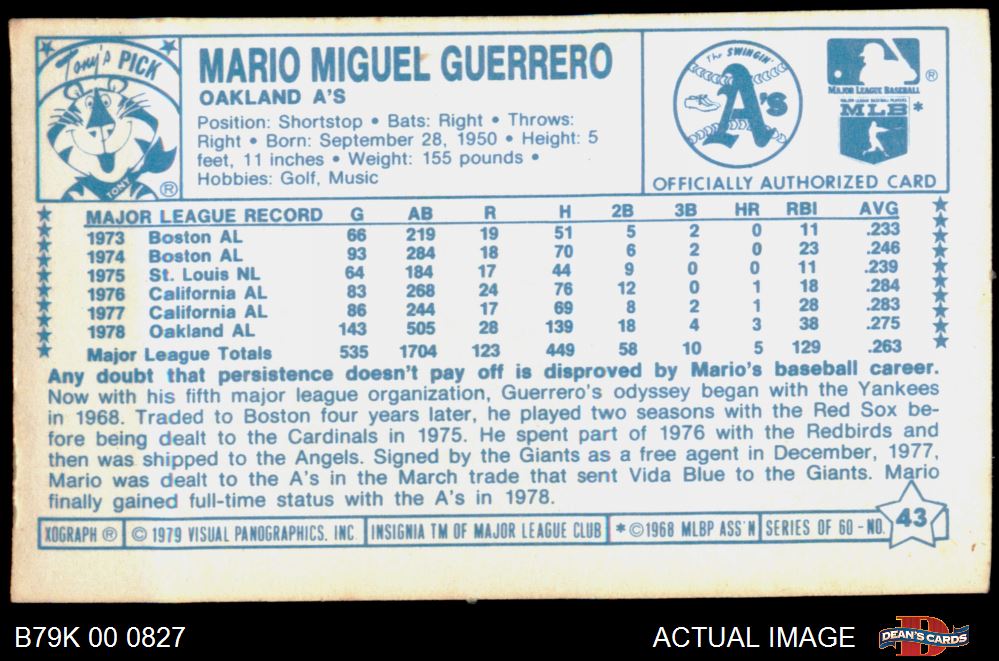 Tony's PICK
TONY
®
MARIO MIGUEL GUERRERO
OAKLAND A'S
Position: Shortstop • Bats: Right • Throws:
Right • Born: September 28, 1950 • Height: 5
feet, 11 inches • Weight: 155 pounds •
Hobbies: Golf, Music
The SWINGIN'
A's
®
MAJOR LEAGUE BASEBALL
MAJOR LEAGUE BASEBALL PLAYERS
MLB *
OFFICIALLY AUTHORIZED CARD
MAJOR LEAGUE RECORD G AB R H 2B 3B HR RBI AVG
1973 Boston AL 66 219 19 51 5 2 0 11 .233
1974 Boston AL 93 284 18 70 6 2 0 23 .246
1975 St. Louis NL 64 184 17 44 9 0 0 11 .239
1976 California AL 83 268 24 76 12 0 1 18 .284
1977 California AL 86 244 17 69 8 2 1 28 .283
1978 Oakland AL 143 505 28 139 18 4 3 38 .275
Major League Totals 535 1704 123 449 58 10 5 129 .263
Any doubt that persistence doesn't pay off is disproved by Mario's baseball career.
Now with his fifth major league organization, Guerrero's odyssey began with the Yankees
in 1968. Traded to Boston four years later, he played two seasons with the Red Sox be-
fore being dealt to the Cardinals in 1975. He spent part of 1976 with the Redbirds and
then was shipped to the Angels. Signed by the Giants as a free agent in December, 1977,
Mario was dealt to the A's in the March trade that sent Vida Blue to the Giants. Mario
finally gained full-time status with the A's in 1978.
XOGRAPH ® © 1979 VISUAL PANOGRAPHICS. INC. INSIGNIA TM OF MAJOR LEAGUE CLUB * © 1968 MLBP ASS'N SERIES OF 60 - NO. 43
B79K 00 0827
ACTUAL IMAGE
D
DEAN'S CARDS